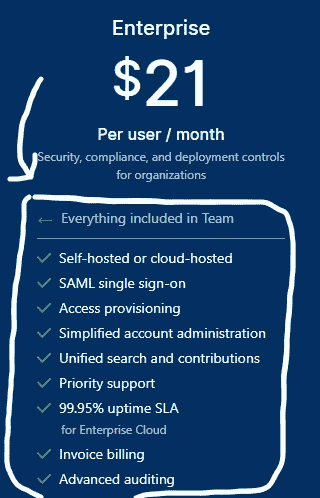 Enterprise
$21
Per user / month
Security, compliance, and deployment controls
for organizations
← Everything included in Team
Self-hosted or cloud-hosted
SAML single sign-on
Access provisioning
Simplified account administration
Unified search and contributions
Priority support
99.95% uptime SLA
for Enterprise Cloud
Invoice billing
Advanced auditing